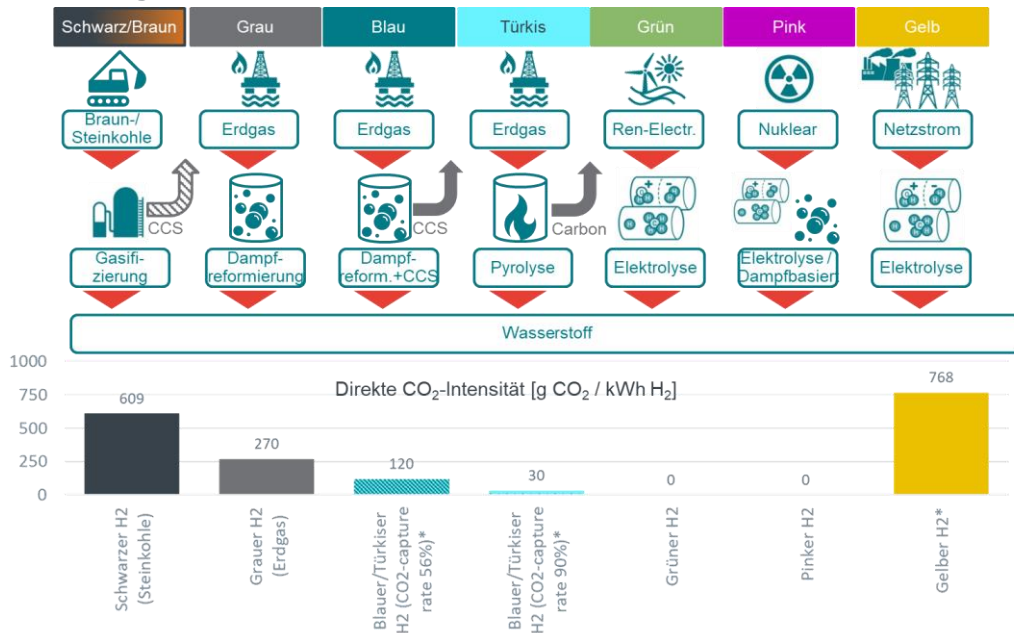 Schwarz/Braun
Grau
Blau
Türkis
Grün
Pink
Gelb
Braun-/
Steinkohle
Erdgas
Erdgas
Erdgas
Ren-Electr.
Nuklear
Netzstrom
CCS
CCS
Carbon
Gasifi-
zierung
Dampf-
reformierung
Dampf-
reform.+CCS
Pyrolyse
Elektrolyse
Elektrolyse /
Dampfbasiert
Elektrolyse
Wasserstoff
Direkte CO₂-Intensität [g CO₂ / kWh H₂]
1000
750
500
250
0
609
270
120
30
0
0
768
Schwarzer H2
(Steinkohle)
Grauer H2
(Erdgas)
Blauer/Türkiser
H2 (CO2-capture
rate 56%)*
Blauer/Türkiser
H2 (CO2-capture
rate 90%)*
Grüner H2
Pinker H2
Gelber H2*